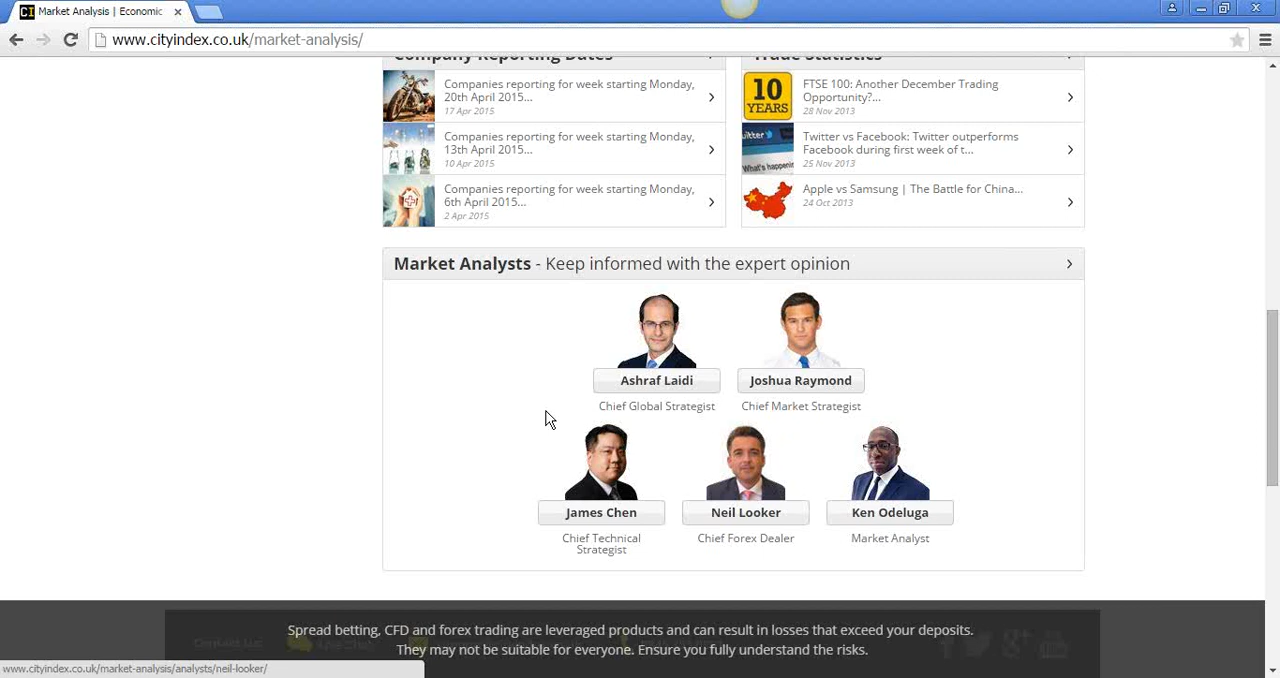 CI Market Analysis | Economic
www.cityindex.co.uk/market-analysis/
Company Reporting Dates
Trade Statistics
Companies reporting for week starting Monday,
20th April 2015...
17 Apr 2015
10
YEARS
FTSE 100: Another December Trading
Opportunity?...
28 Nov 2013
Companies reporting for week starting Monday,
13th April 2015...
10 Apr 2015
What's happenin
Twitter vs Facebook: Twitter outperforms
Facebook during first week of t...
25 Nov 2013
Companies reporting for week starting Monday,
6th April 2015...
2 Apr 2015
Apple vs Samsung | The Battle for China...
24 Oct 2013
Market Analysts - Keep informed with the expert opinion
Ashraf Laidi
Joshua Raymond
Chief Global Strategist
Chief Market Strategist
James Chen
Neil Looker
Ken Odeluga
Chief Technical
Strategist
Chief Forex Dealer
Market Analyst
Spread betting, CFD and forex trading are leveraged products and can result in losses that exceed your deposits.
They may not be suitable for everyone. Ensure you fully understand the risks.
www.cityindex.co.uk/market-analysis/analysts/neil-looker/